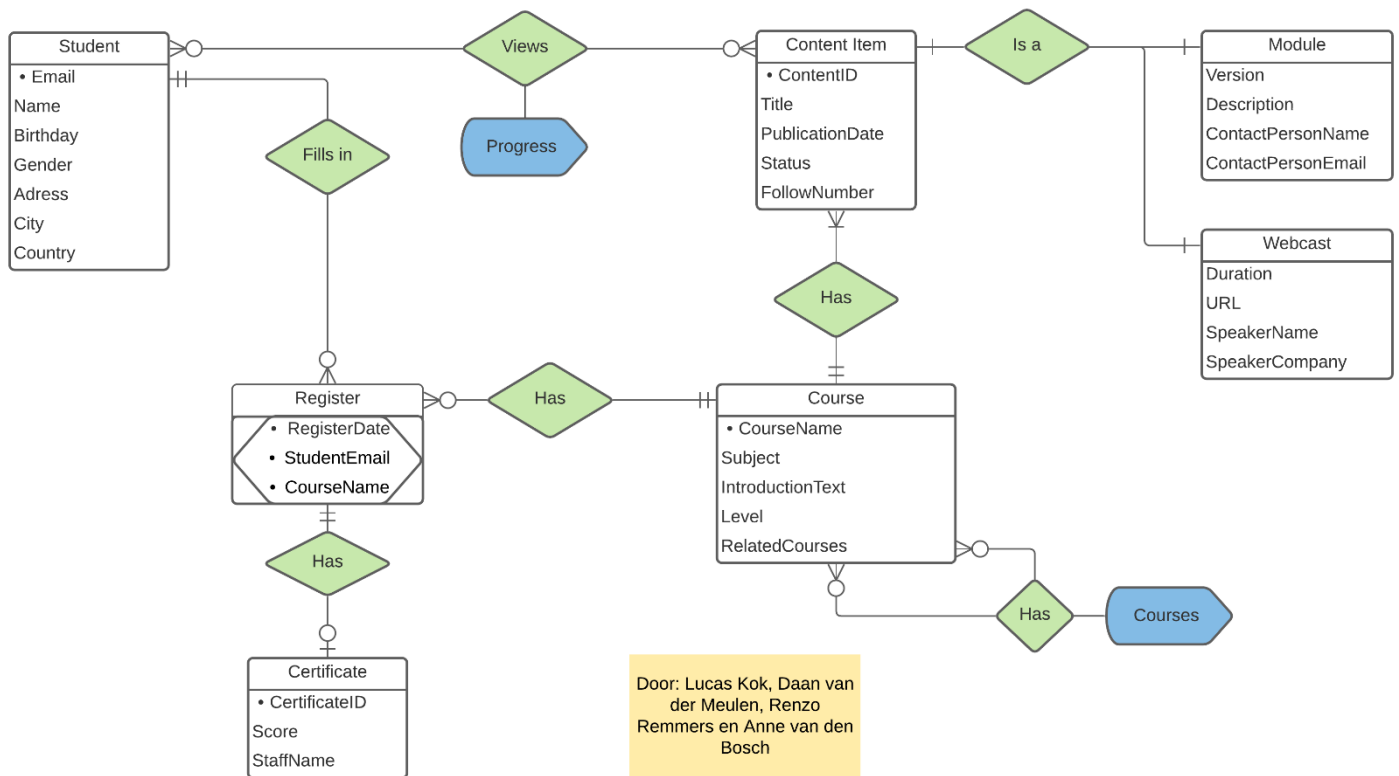 Student
• Email
Name
Birthday
Gender
Adress
City
Country
Views
Progress
Fills in
Content Item
• ContentID
Title
PublicationDate
Status
FollowNumber
Is a
Module
Version
Description
ContactPersonName
ContactPersonEmail
Webcast
Duration
URL
SpeakerName
SpeakerCompany
Has
Register
• RegisterDate
• StudentEmail
• CourseName
Has
Course
• CourseName
Subject
IntroductionText
Level
RelatedCourses
Has
Has
Courses
Certificate
• CertificateID
Score
StaffName
Door: Lucas Kok, Daan van
der Meulen, Renzo
Remmers en Anne van den
Bosch